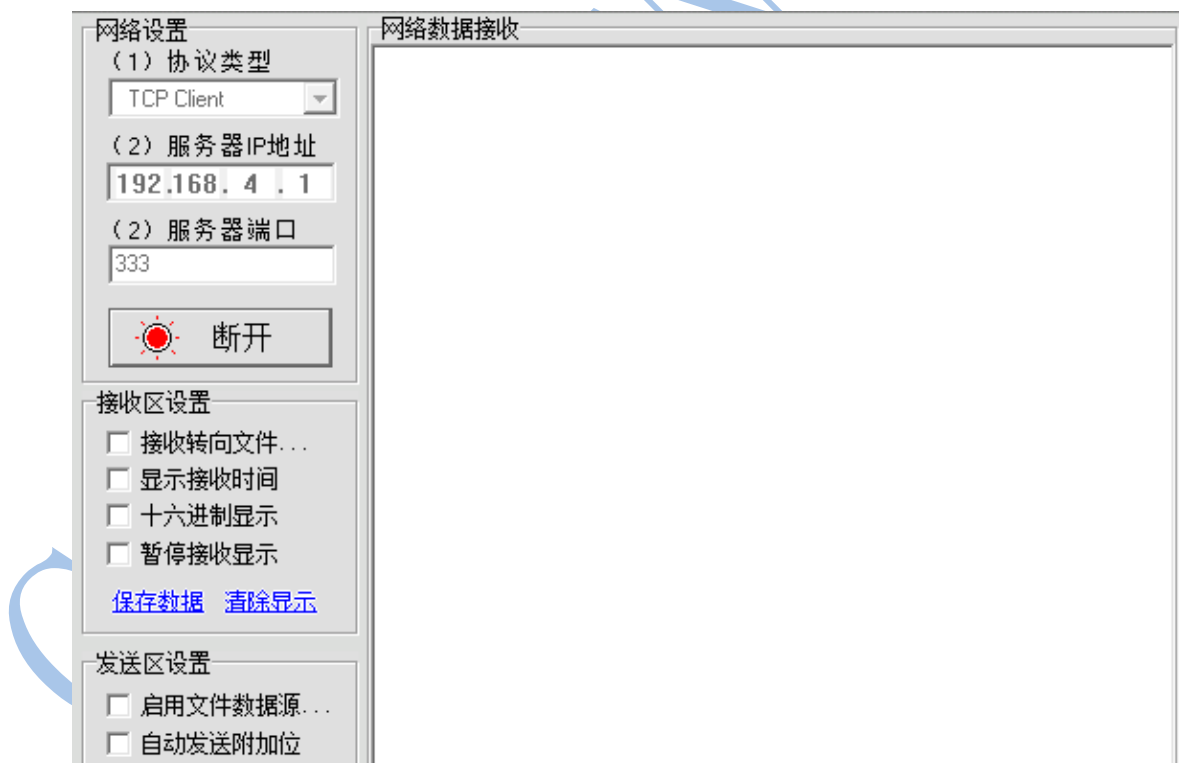 网络设置
（1）协议类型
TCP Client
（2）服务器IP地址
192.168. 4 . 1
（2）服务器端口
333
断开
接收区设置
接收转向文件...
显示接收时间
十六进制显示
暂停接收显示
保存数据 清除显示
发送区设置
启用文件数据源...
自动发送附加位
网络数据接收